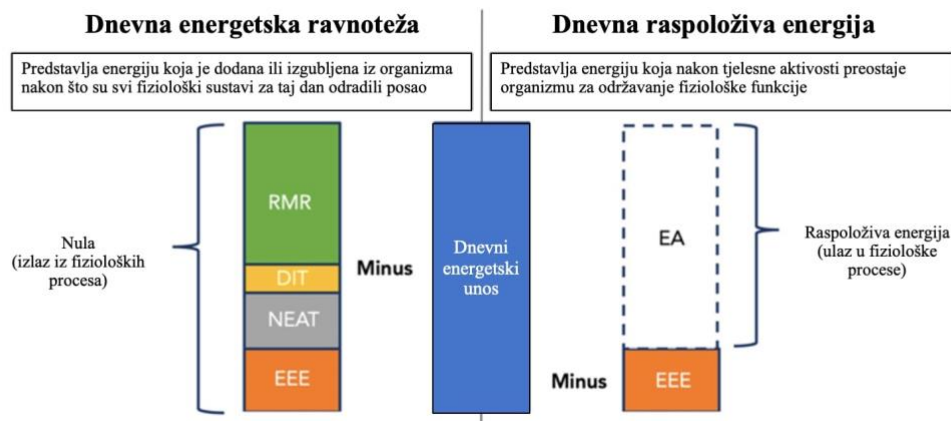 Dnevna energetska ravnoteža
Dnevna raspoloživa energija
Predstavlja energiju koja je dodana ili izgubljena iz organizma
nakon što su svi fiziološki sustavi za taj dan odradili posao
Predstavlja energiju koja nakon tjelesne aktivnosti preostaje
organizmu za održavanje fiziološke funkcije
Nula
(izlaz iz fizioloških
procesa)
RMR
DIT
NEAT
EEE
Minus
Dnevni
energetski
unos
Minus
EA
EEE
Raspoloživa energija
(ulaz u fiziološke
procese)